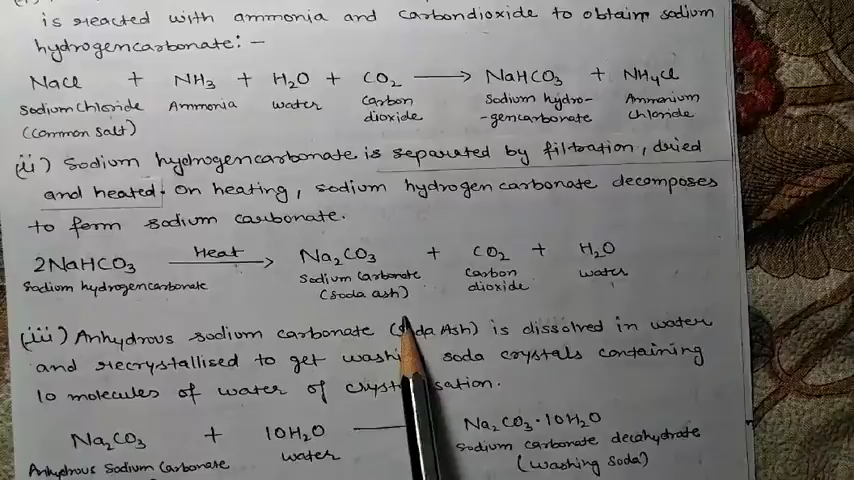 is reacted with ammonia and carbondioxide to obtain sodium
hydrogencarbonate:-
NaCl + NH3 + H2O + CO2 ⟶ NaHCO3 + NH4Cl
Sodium chloride Ammonia water carbon dioxide Sodium hydro- -gencarbonate Ammonium chloride
(common salt)
(ii) Sodium hydrogencarbonate is separated by filtration, dried
and heated. On heating, sodium hydrogencarbonate decomposes
to form sodium carbonate.
2NaHCO3 Heat ⟶ Na2CO3 + CO2 + H2O
Sodium hydrogencarbonate Sodium Carbonate (soda ash) Carbon dioxide water
(iii) Anhydrous sodium carbonate (Soda Ash) is dissolved in water
and recrystallised to get soda crystals containing
10 molecules of water of
Na2CO3 + 10H2O ⟶ Na2CO3·10H2O
Anhydrous Sodium Carbonate water sodium carbonate decahydrate
(washing soda)